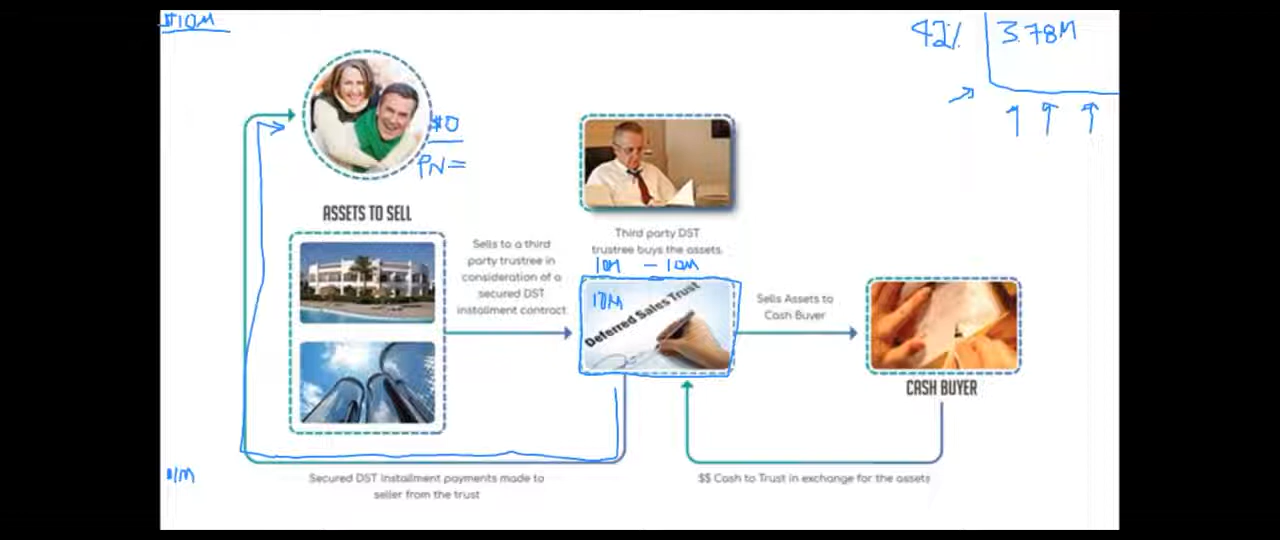 $10M
42%
3.78M
$0
PN=
ASSETS TO SELL
Sells to a third
party trustree in
consideration of a
secured DST
installment contract.
Third party DST
trustree buys the assets.
10M - 10M
10M
Deferred Sales Trust
Sells Assets to
Cash Buyer
CASH BUYER
Secured DST Installment payments made to
seller from the trust
$$ Cash to Trust in exchange for the assets